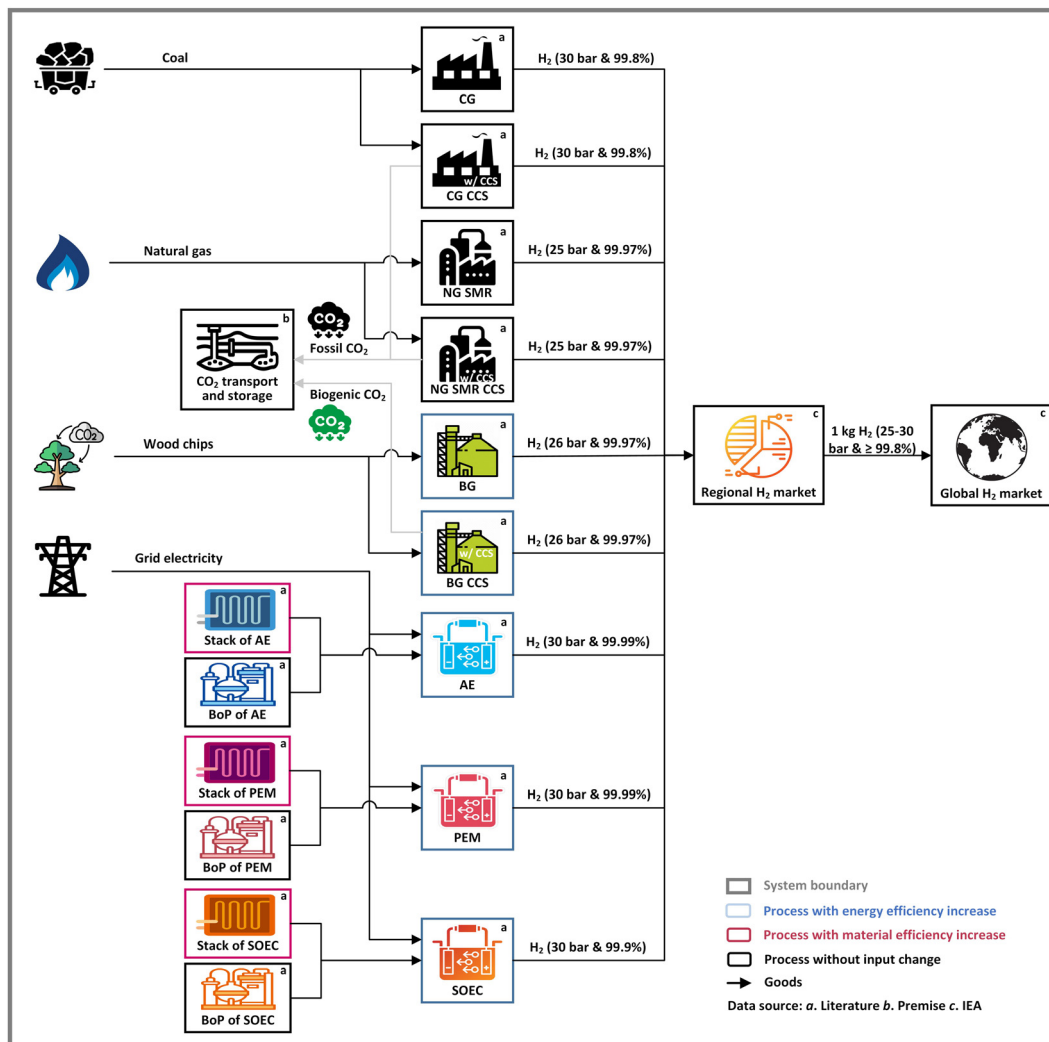 Coal
a
CG
H₂ (30 bar & 99.8%)
a
w/ CCS
CG CCS
H₂ (30 bar & 99.8%)
Natural gas
a
NG SMR
H₂ (25 bar & 99.97%)
b
CO₂ transport
and storage
CO₂
Fossil CO₂
a
w/ CCS
NG SMR CCS
H₂ (25 bar & 99.97%)
Biogenic CO₂
CO₂
CO₂
Wood chips
a
BG
H₂ (26 bar & 99.97%)
c
Regional H₂ market
1 kg H₂ (25-30
bar & ≥ 99.8%)
c
Global H₂ market
a
w/ CCS
BG CCS
H₂ (26 bar & 99.97%)
Grid electricity
a
Stack of AE
a
BoP of AE
a
AE
H₂ (30 bar & 99.99%)
a
Stack of PEM
a
BoP of PEM
a
PEM
H₂ (30 bar & 99.99%)
a
Stack of SOEC
a
BoP of SOEC
a
SOEC
H₂ (30 bar & 99.9%)
System boundary
Process with energy efficiency increase
Process with material efficiency increase
Process without input change
Goods
Data source: a. Literature b. Premise c. IEA